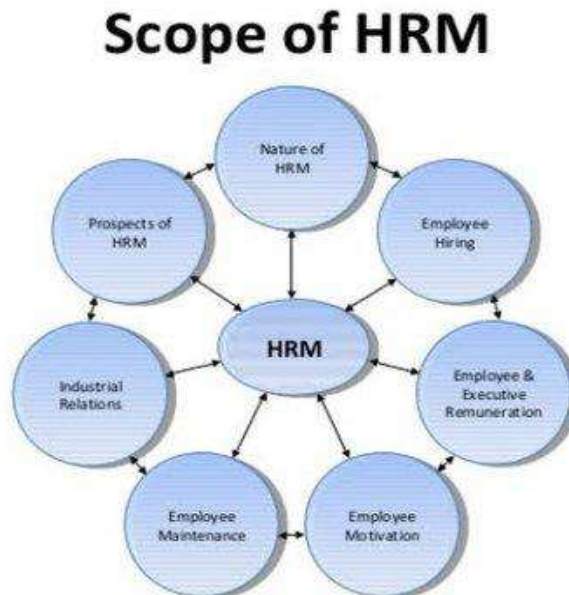 Scope of HRM
Nature of
HRM
Prospects of
HRM
Employee
Hiring
HRM
Industrial
Relations
Employee &
Executive
Remuneration
Employee
Maintenance
Employee
Motivation